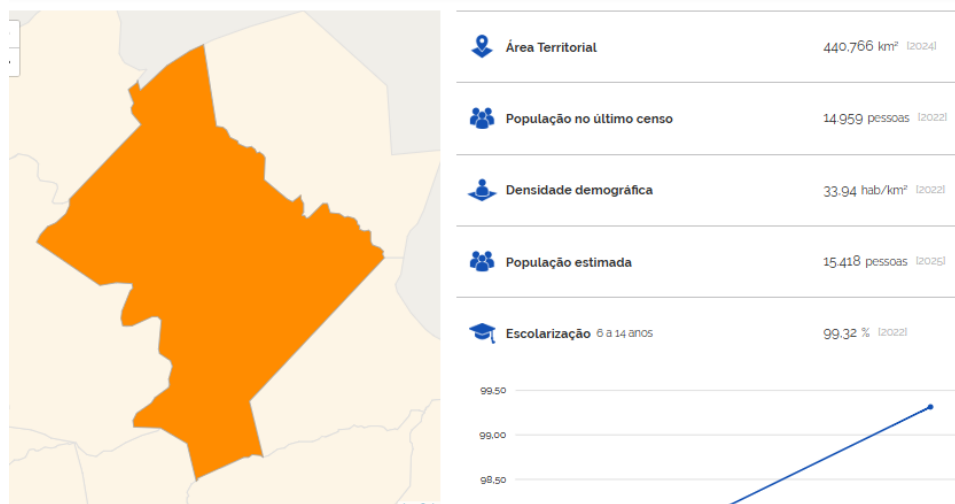 Área Territorial 440.766 km² [2024]
População no último censo 14.959 pessoas [2022]
Densidade demográfica 33,94 hab/km² [2022]
População estimada 15.418 pessoas [2025]
Escolarização 6 a 14 anos 99,32 % [2022]
99,50
99,00
98,50